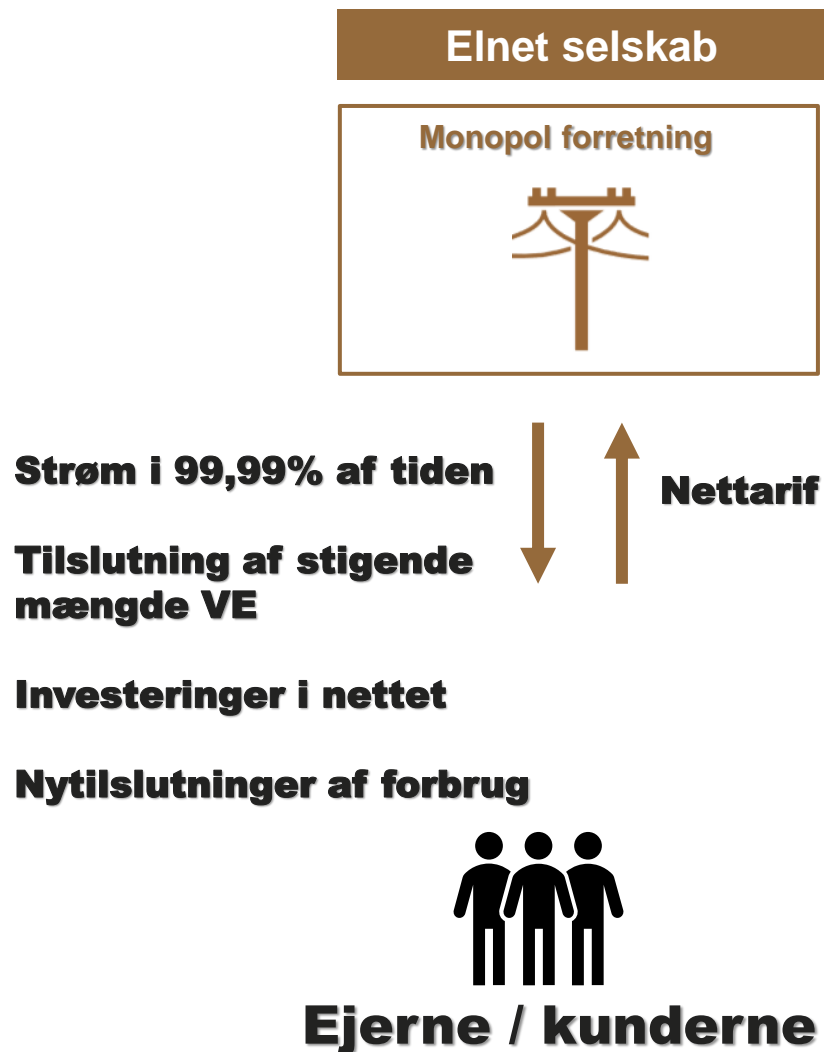 Elnet selskab
Monopol forretning
Strøm i 99,99% af tiden
Nettarif
Tilslutning af stigende
mængde VE
Investeringer i nettet
Nytilslutninger af forbrug
Ejerne / kunderne